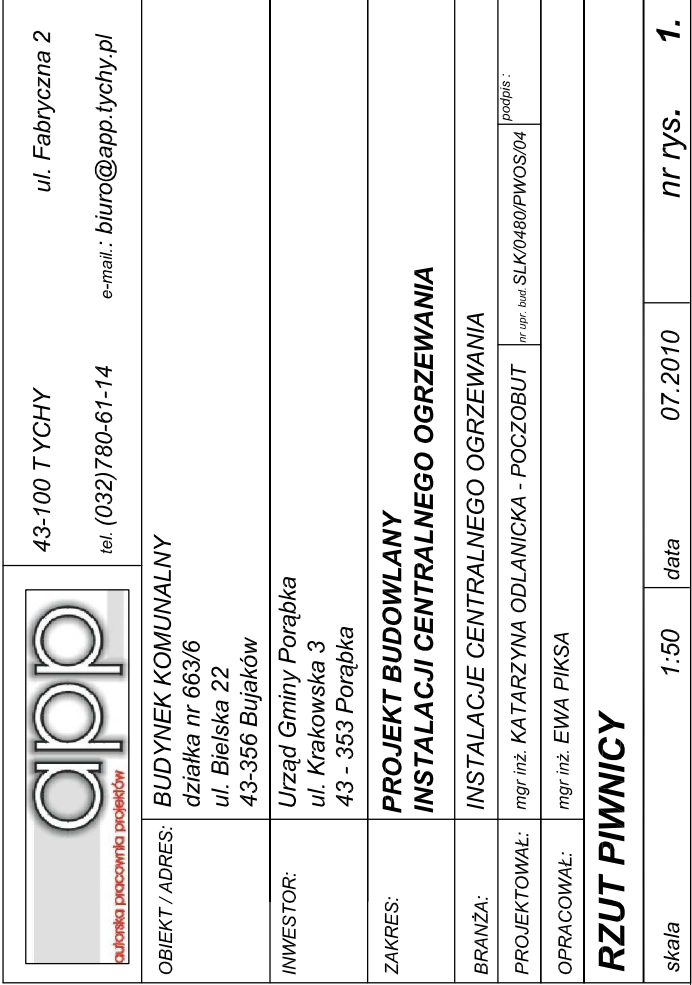 app
autorska pracownia projektów
43-100 TYCHY ul. Fabryczna 2
tel. (032)780-61-14 e-mail.: biuro@app.tychy.pl
OBIEKT / ADRES: BUDYNEK KOMUNALNY
działka nr 663/6
ul. Bielska 22
43-356 Bujaków
INWESTOR: Urząd Gminy Porąbka
ul. Krakowska 3
43 - 353 Porąbka
ZAKRES: PROJEKT BUDOWLANY
INSTALACJI CENTRALNEGO OGRZEWANIA
BRANŻA: INSTALACJE CENTRALNEGO OGRZEWANIA
PROJEKTOWAŁ: mgr inż. KATARZYNA ODLANICKA - POCZOBUT nr upr. bud. SLK/0480/PWOS/04 podpis :
OPRACOWAŁ: mgr inż. EWA PIKSA
RZUT PIWNICY
skala 1:50 data 07.2010 nr rys. 1.